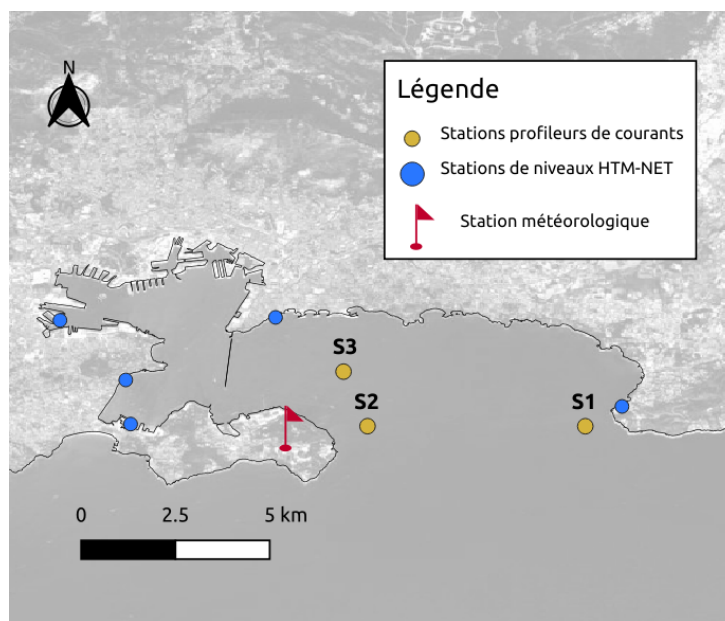 N
Légende
Stations profileurs de courants
Stations de niveaux HTM-NET
Station météorologique
S3
S2
S1
0 2.5 5 km